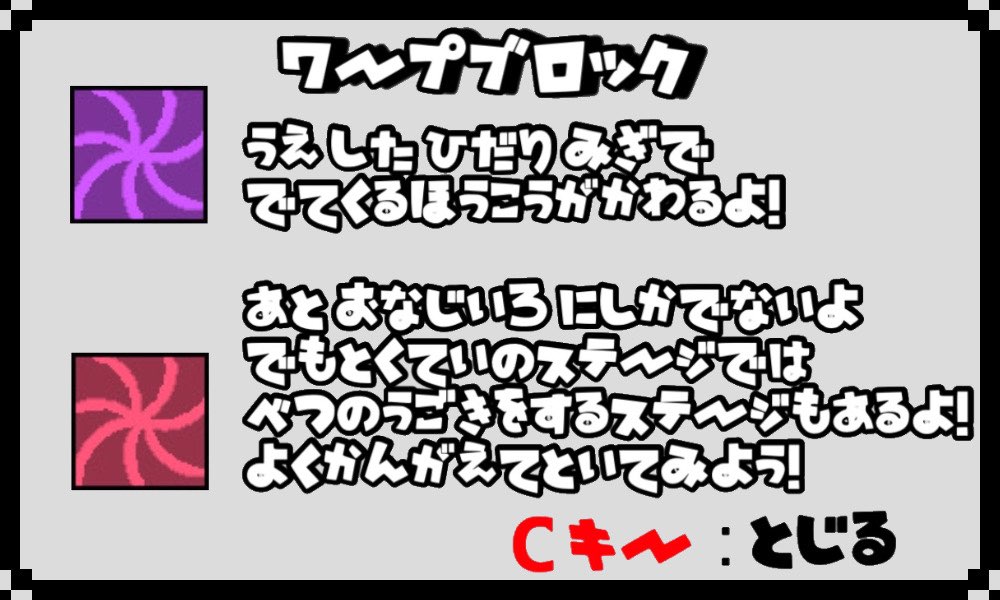 ワープブロック
うえ した ひだり みぎで
でてくるほうこうがかわるよ!
あと おなじいろ にしかでないよ
でもとくていのステージでは
べつのうごきをするステージもあるよ!
よくかんがえてといてみよう!
Cキー:とじる